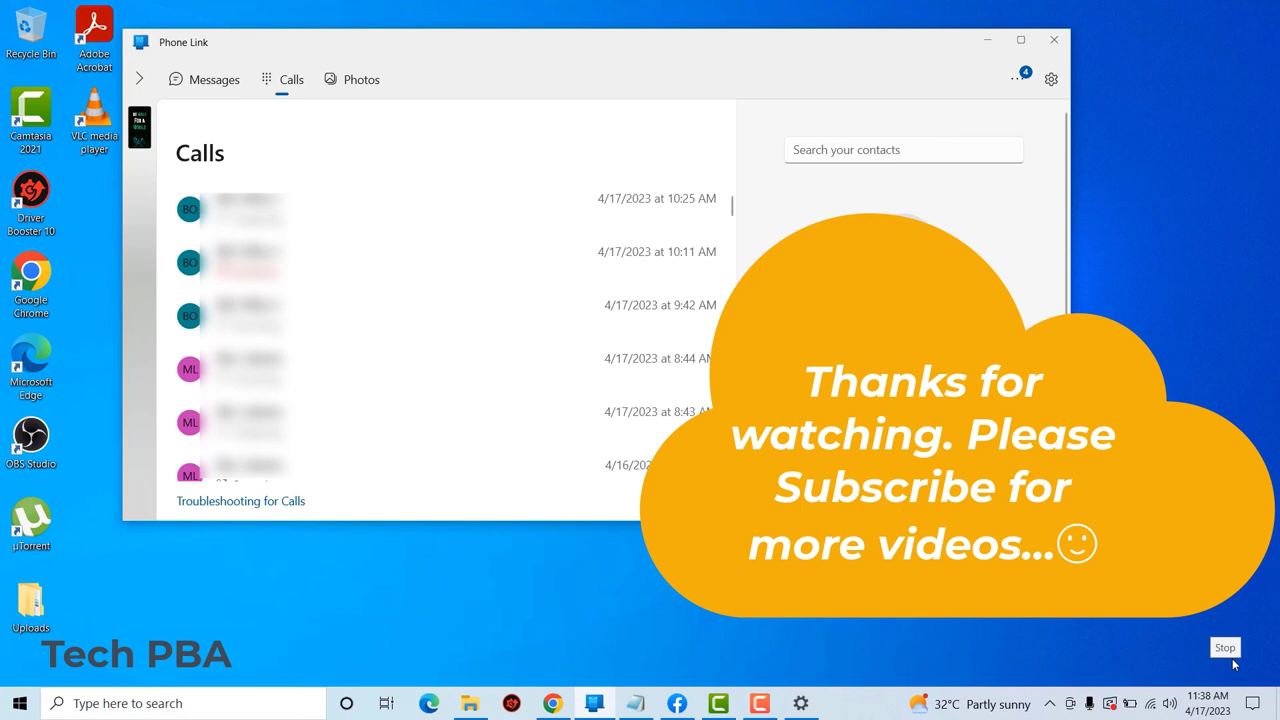 Recycle Bin
Adobe
Acrobat
Camtasia
2021
VLC media
player
Driver
Booster 10
Google
Chrome
Microsoft
Edge
OBS Studio
µTorrent
Uploads
Phone Link
Messages
Calls
Photos
4
Calls
Search your contacts
BO
4/17/2023 at 10:25 AM
BO
4/17/2023 at 10:11 AM
BO
4/17/2023 at 9:42 AM
ML
4/17/2023 at 8:44 AM
ML
4/17/2023 at 8:43
ML
Troubleshooting for Calls
Thanks for
watching. Please
Subscribe for
more videos...
Tech PBA
Stop
Type here to search
32°C Partly sunny
11:38 AM
4/17/2023